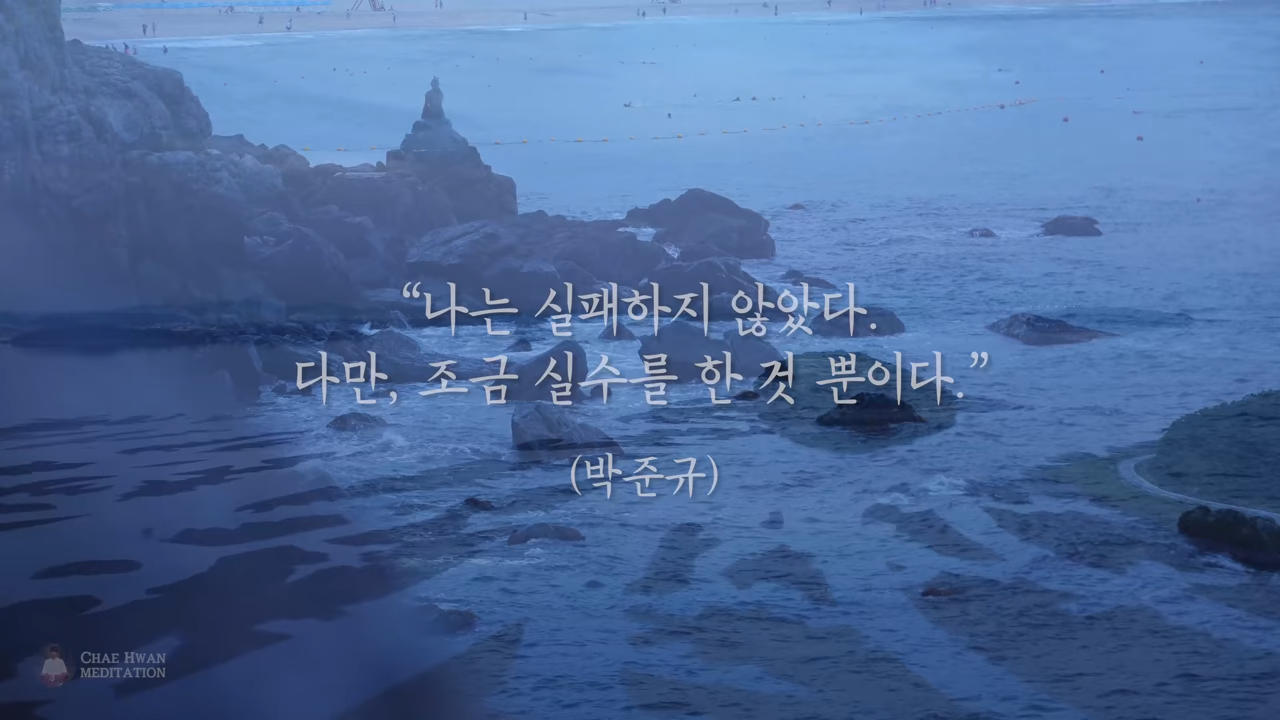 “나는 실패하지 않았다.
다만, 조금 실수를 한 것 뿐이다.”
(박준규)
CHAE HWAN
MEDITATION